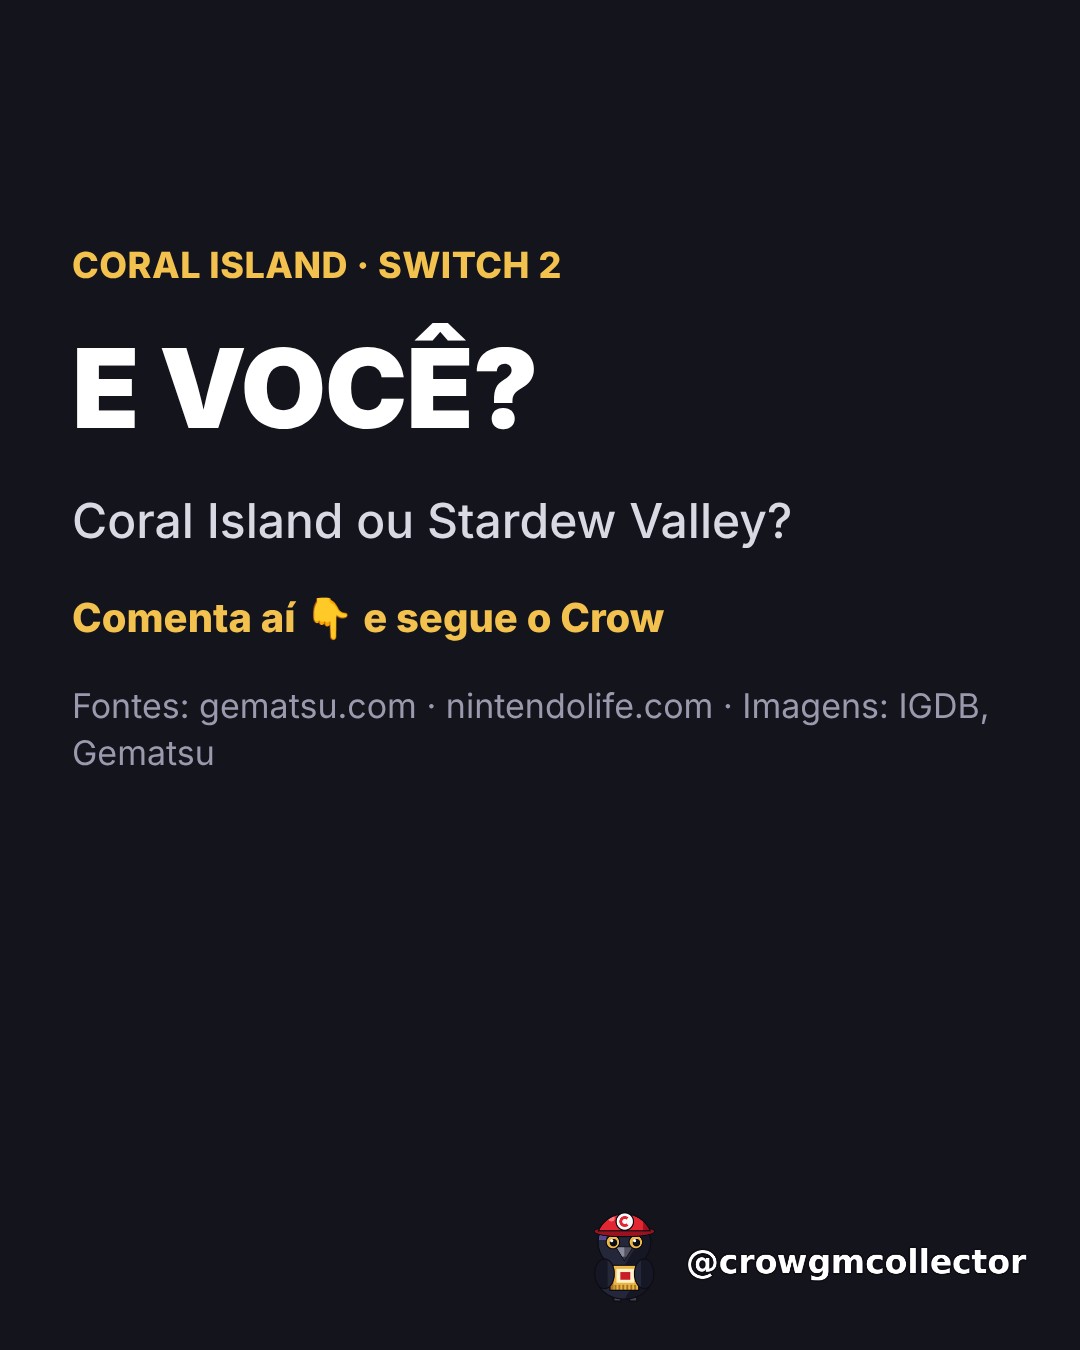 CORAL ISLAND · SWITCH 2
E VOCÊ?
Coral Island ou Stardew Valley?
Comenta aí 👇 e segue o Crow
Fontes: gematsu.com · nintendolife.com · Imagens: IGDB,
Gematsu
C
@crowgmcollector